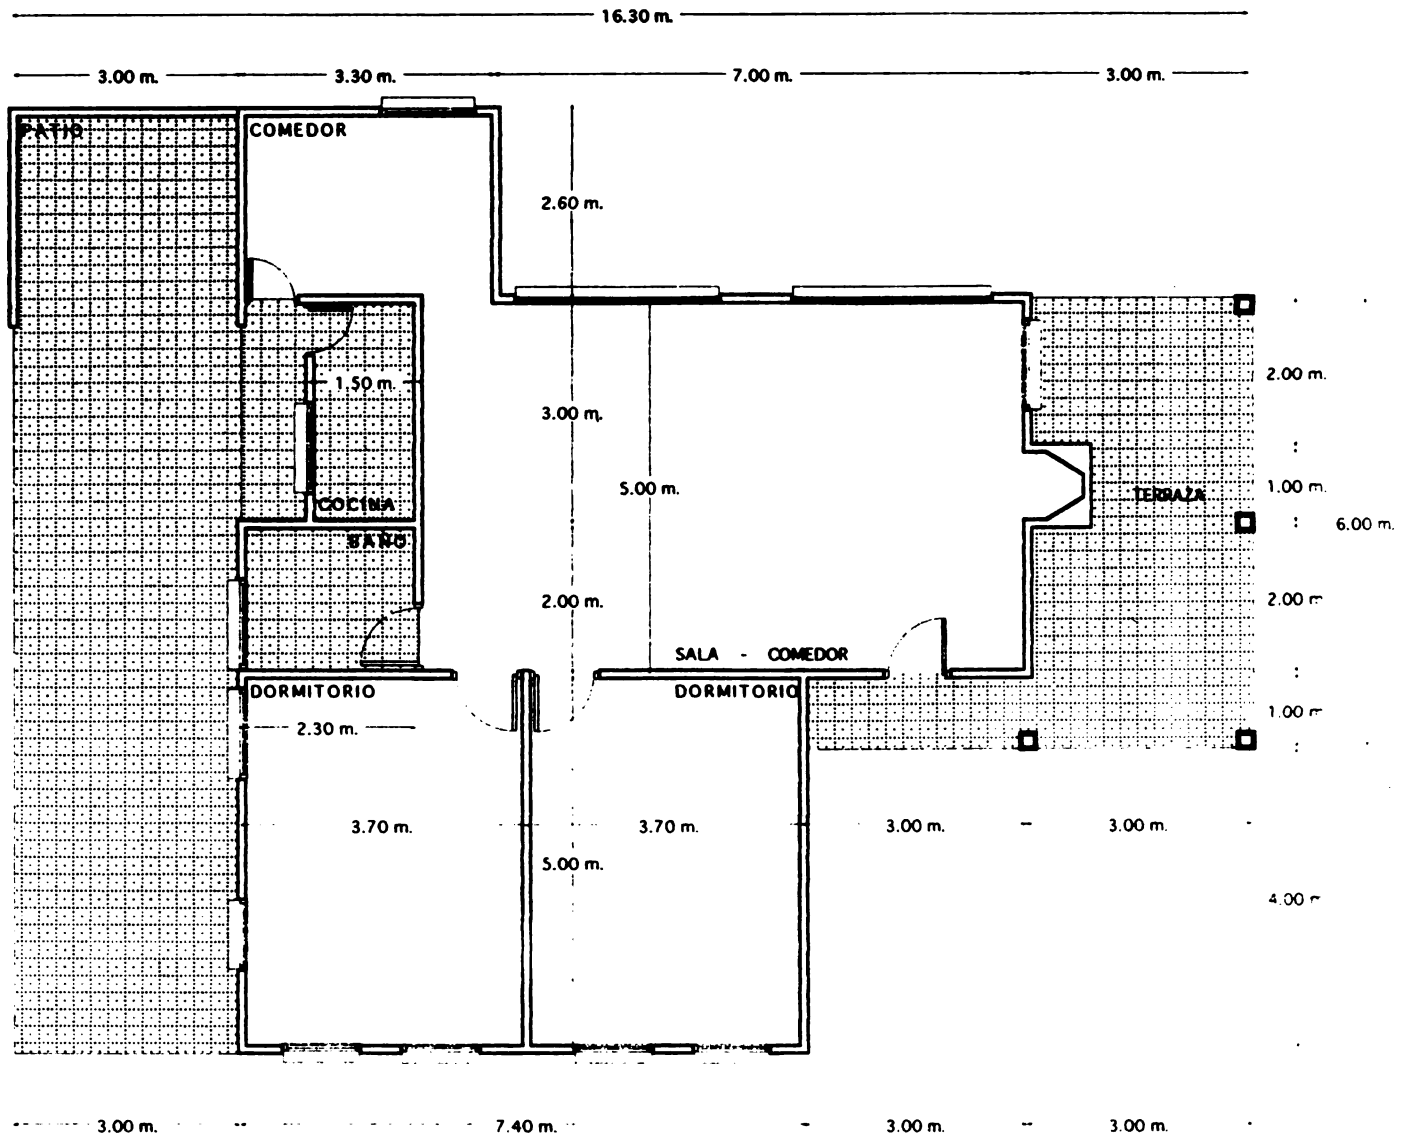 16.30 m.
3.00 m. 3.30 m. 7.00 m. 3.00 m.
PATIO COMEDOR
2.60 m.
2.00 m.
1.50 m.
3.00 m.
5.00 m.
1.00 m.
COCINA
TERRAZA
6.00 m.
BAÑO
2.00 m.
2.00 m
SALA - COMEDOR
DORMITORIO DORMITORIO
1.00 m
2.30 m.
3.70 m. 3.70 m. 3.00 m. 3.00 m.
5.00 m.
4.00 m
3.00 m. 7.40 m. 3.00 m. 3.00 m.